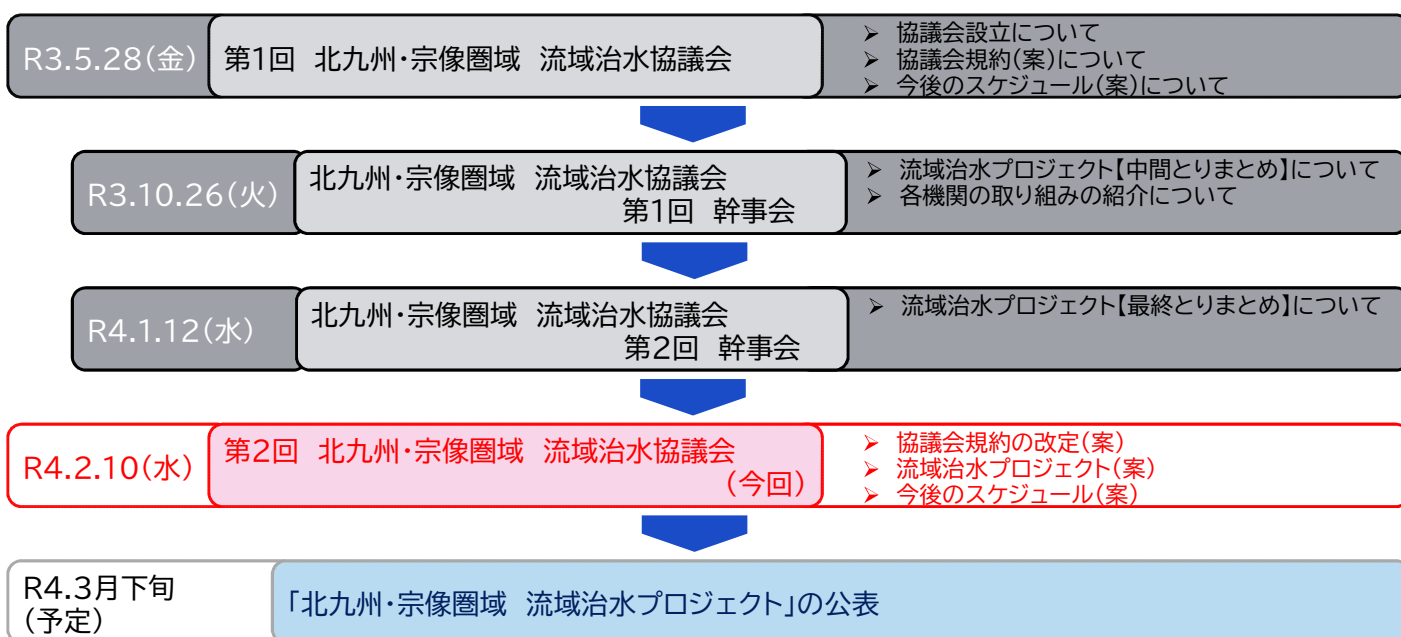 R3.5.28(金)
第1回 北九州・宗像圏域 流域治水協議会
➢ 協議会設立について
➢ 協議会規約(案)について
➢ 今後のスケジュール(案)について
R3.10.26(火)
北九州・宗像圏域 流域治水協議会
第1回 幹事会
➢ 流域治水プロジェクト【中間とりまとめ】について
➢ 各機関の取り組みの紹介について
R4.1.12(水)
北九州・宗像圏域 流域治水協議会
第2回 幹事会
➢ 流域治水プロジェクト【最終とりまとめ】について
R4.2.10(水)
第2回 北九州・宗像圏域 流域治水協議会
(今回)
➢ 協議会規約の改定(案)
➢ 流域治水プロジェクト(案)
➢ 今後のスケジュール(案)
R4.3月下旬
(予定)
「北九州・宗像圏域 流域治水プロジェクト」の公表